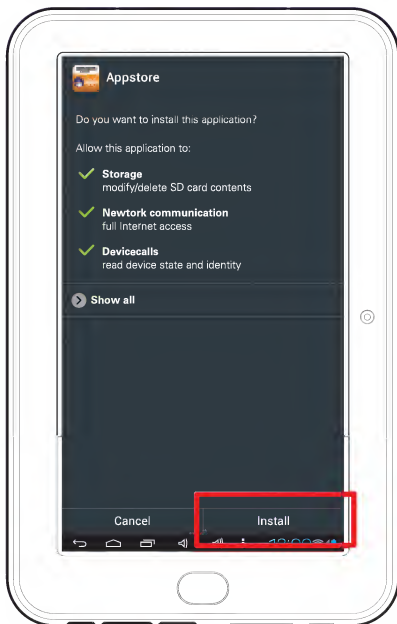 Appstore
Do you want to install this application?
Allow this application to:
Storage
modify/delete SD card contents
Newtork communication
full Internet access
Devicecalls
read device state and identity
Show all
Cancel
Install